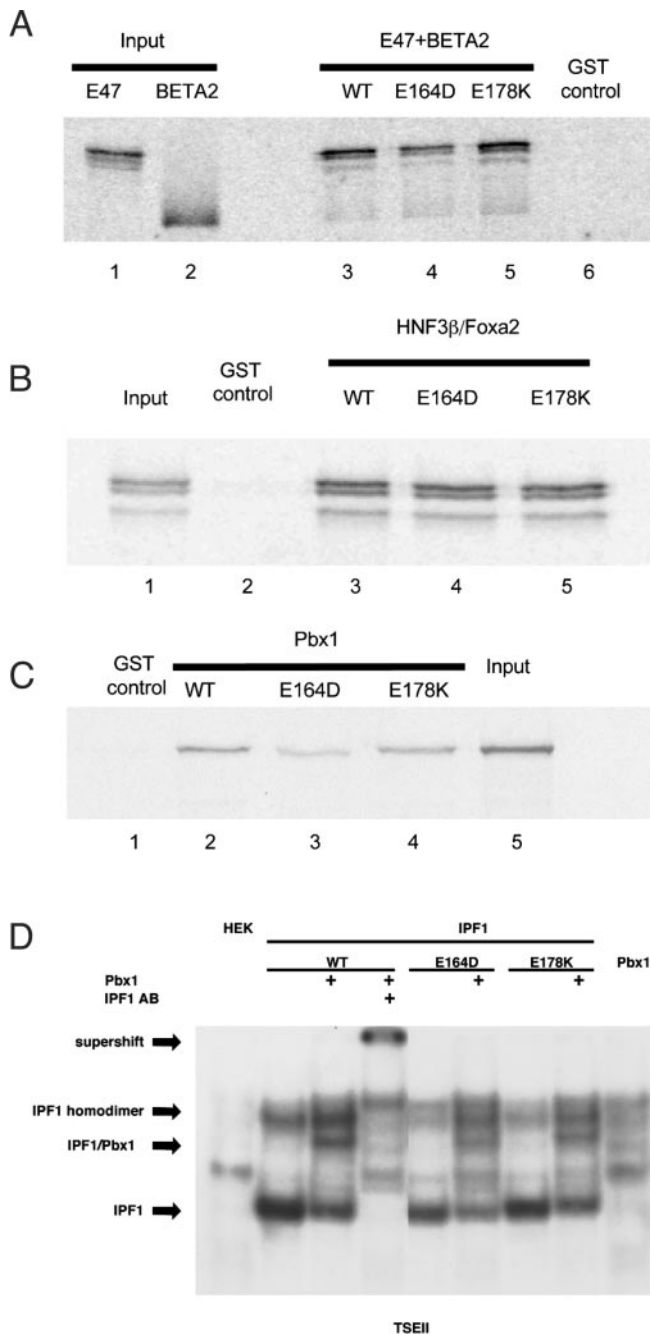 A
Input
E47+BETA2
GST
control
E47 BETA2
WT E164D E178K
1 2 3 4 5 6
B
HNF3β/Foxa2
GST
control
Input
WT E164D E178K
1 2 3 4 5
C
Pbx1
GST
control
WT E164D E178K
Input
1 2 3 4 5
D
HEK IPF1
WT E164D E178K Pbx1
Pbx1 + + + +
IPF1 AB +
supershift
IPF1 homodimer
IPF1/Pbx1
IPF1
TSEII